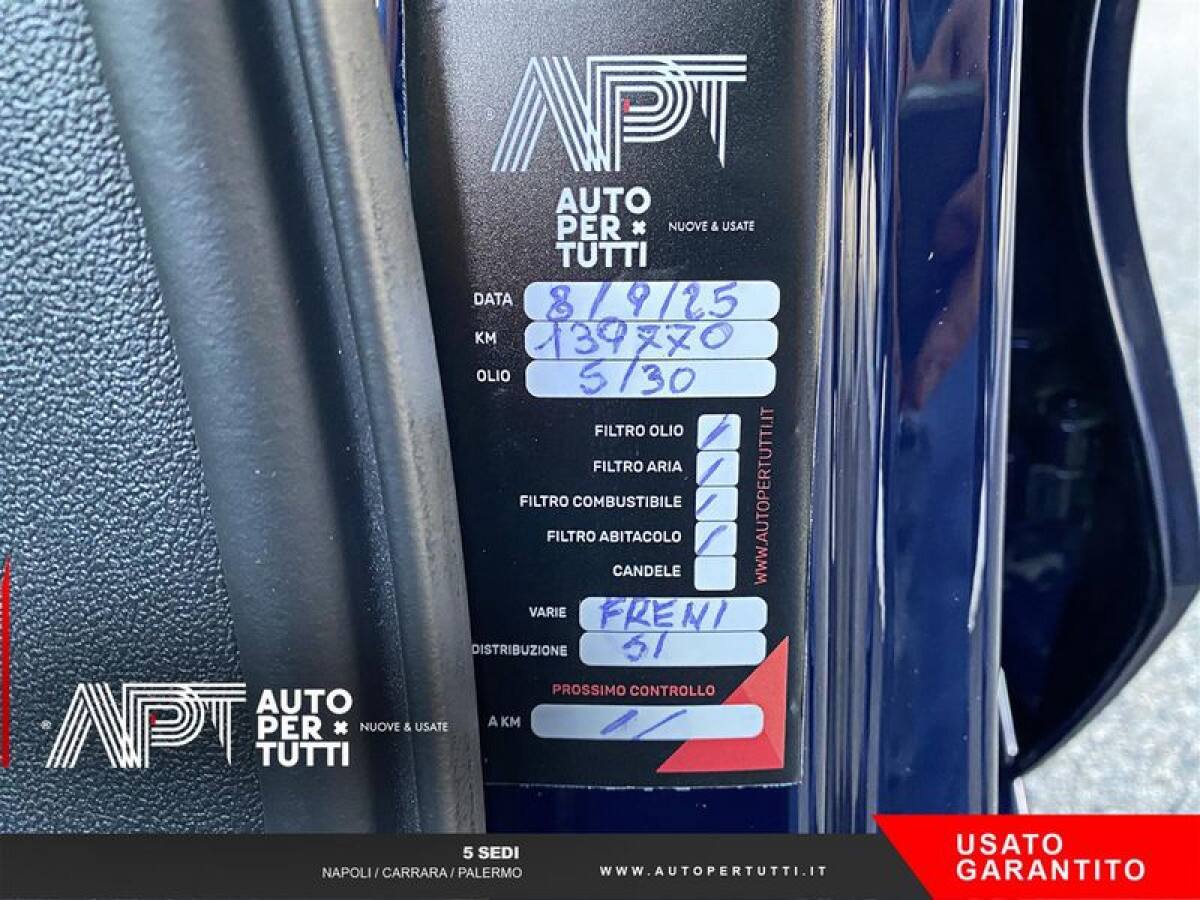 APT
AUTO
PER
TUTTI
NUOVE & USATE
DATA 8/9/25
KM 139770
OLIO 5/30
FILTRO OLIO /
FILTRO ARIA /
FILTRO COMBUSTIBILE /
FILTRO ABITACOLO /
CANDELE
WWW.AUTOPERTUTTI.IT
VARIE FRENI
DISTRIBUZIONE SI
PROSSIMO CONTROLLO
A KM
®APT
AUTO
PER
TUTTI
NUOVE & USATE
5 SEDI
NAPOLI / CARRARA / PALERMO
WWW.AUTOPERTUTTI.IT
USATO
GARANTITO